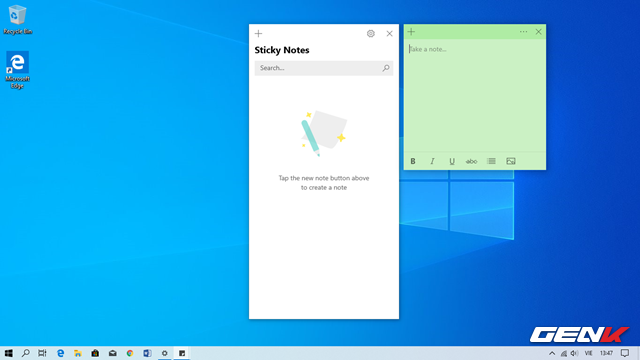 Recycle Bin
Microsoft
Edge
Sticky Notes
Search...
Tap the new note button above
to create a note
Take a note...
B I U abc
GENK
VIE 13:47